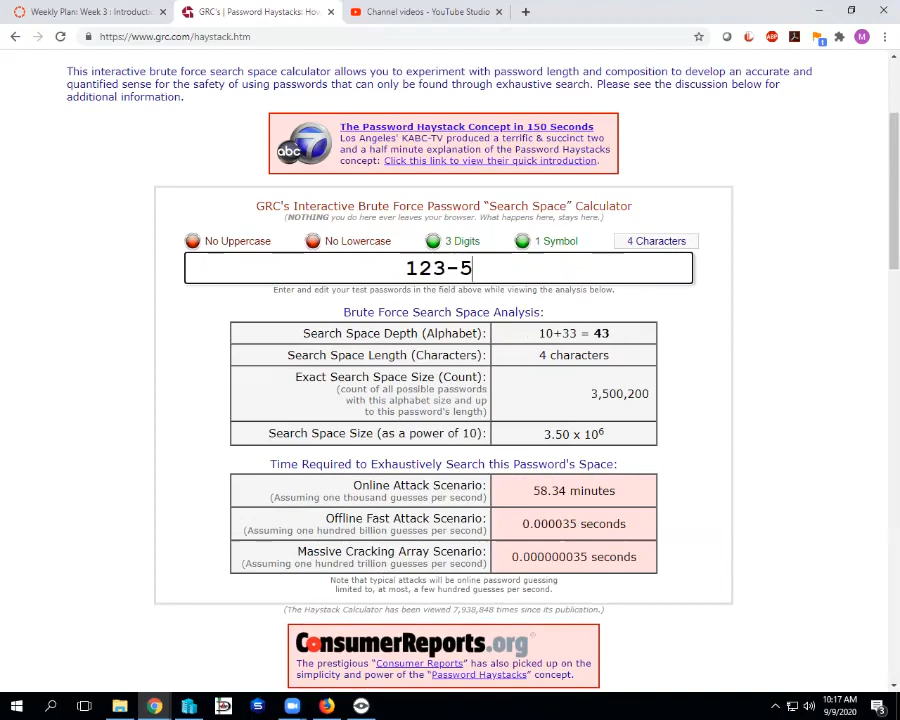 Weekly Plan: Week 3 : Introducti
GRC's | Password Haystacks: How
Channel videos - YouTube Studio
https://www.grc.com/haystack.htm
ABP
1
M
This interactive brute force search space calculator allows you to experiment with password length and composition to develop an accurate and
quantified sense for the safety of using passwords that can only be found through exhaustive search. Please see the discussion below for
additional information.
abc 7
The Password Haystack Concept in 150 Seconds
Los Angeles' KABC-TV produced a terrific & succinct two
and a half minute explanation of the Password Haystacks
concept: Click this link to view their quick introduction.
GRC's Interactive Brute Force Password “Search Space” Calculator
(NOTHING you do here ever leaves your browser. What happens here, stays here.)
No Uppercase No Lowercase 3 Digits 1 Symbol 4 Characters
123-5
Enter and edit your test passwords in the field above while viewing the analysis below.
Brute Force Search Space Analysis:
Search Space Depth (Alphabet): 10+33 = 43
Search Space Length (Characters): 4 characters
Exact Search Space Size (Count):
(count of all possible passwords
with this alphabet size and up
to this password's length)
3,500,200
Search Space Size (as a power of 10): 3.50 x 10⁶
Time Required to Exhaustively Search this Password's Space:
Online Attack Scenario:
(Assuming one thousand guesses per second)
58.34 minutes
Offline Fast Attack Scenario:
(Assuming one hundred billion guesses per second)
0.000035 seconds
Massive Cracking Array Scenario:
(Assuming one hundred trillion guesses per second)
0.000000035 seconds
Note that typical attacks will be online password guessing
limited to, at most, a few hundred guesses per second.
(The Haystack Calculator has been viewed 7,938,848 times since its publication.)
ConsumerReports.org®
The prestigious “Consumer Reports” has also picked up on the
simplicity and power of the “Password Haystacks” concept.
10:17 AM
9/9/2020
3